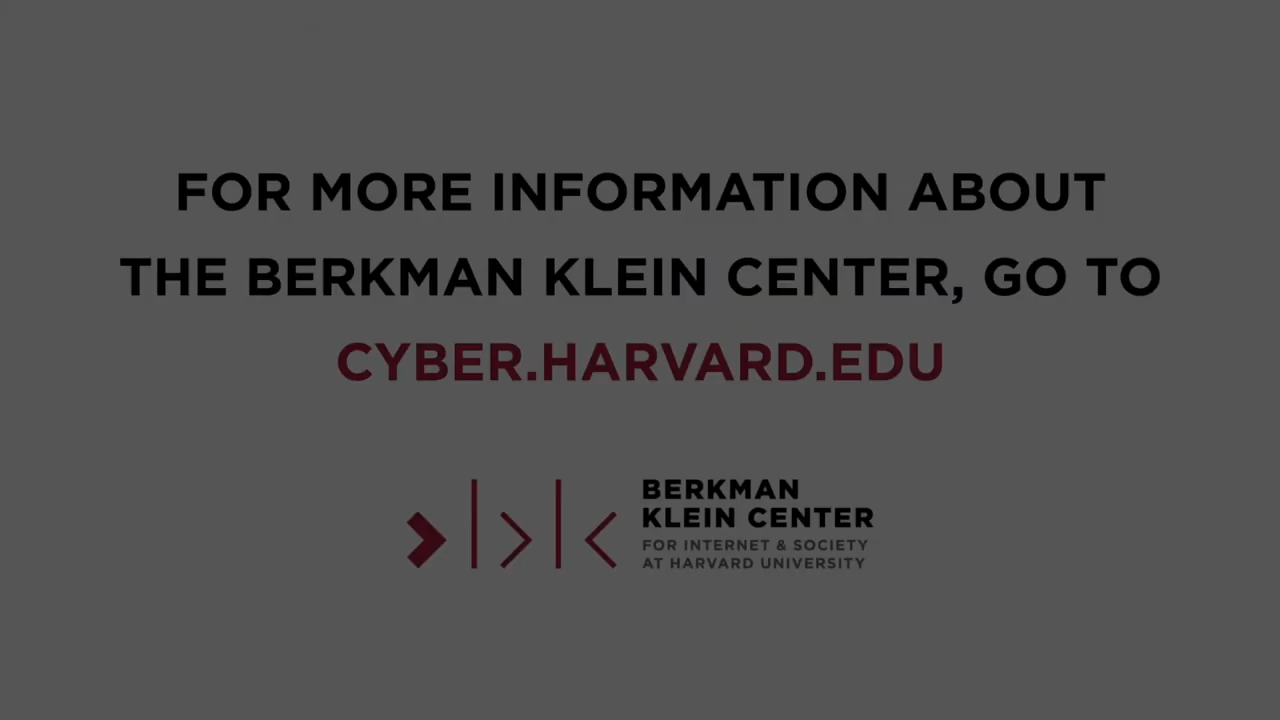 FOR MORE INFORMATION ABOUT
THE BERKMAN KLEIN CENTER, GO TO
CYBER.HARVARD.EDU
BERKMAN
KLEIN CENTER
FOR INTERNET & SOCIETY
AT HARVARD UNIVERSITY